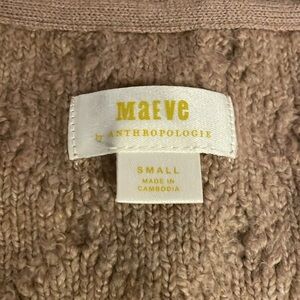 MAEVE
by ANTHROPOLOGIE
SMALL
MADE IN
CAMBODIA